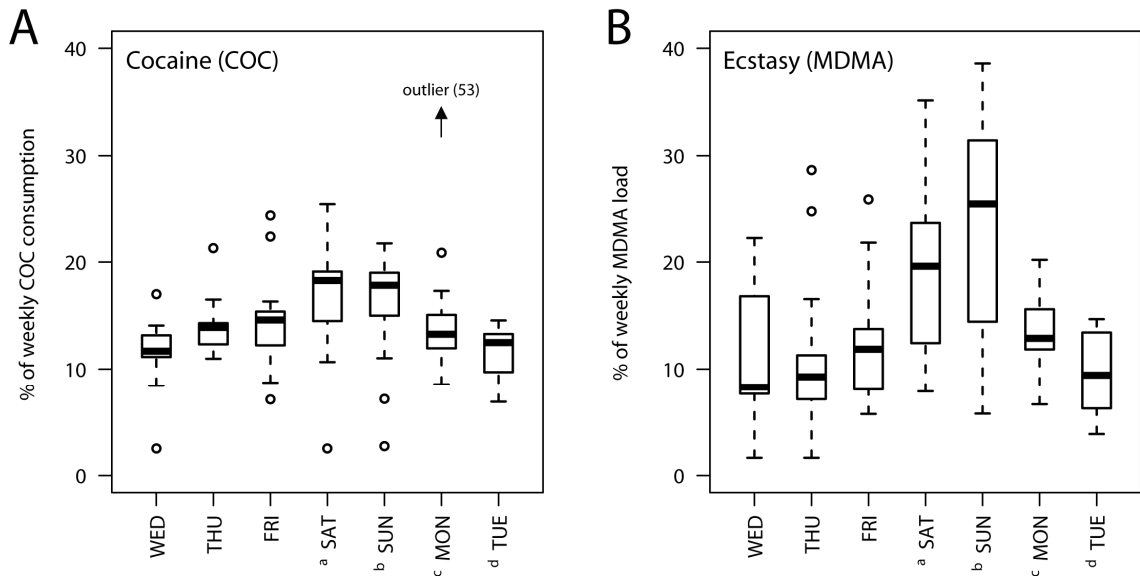 A
Cocaine (COC)
outlier (53)
% of weekly COC consumption
40
30
20
10
0
WED
THU
FRI
a SAT
b SUN
c MON
d TUE
B
Ecstasy (MDMA)
% of weekly MDMA load
40
30
20
10
0
WED
THU
FRI
a SAT
b SUN
c MON
d TUE